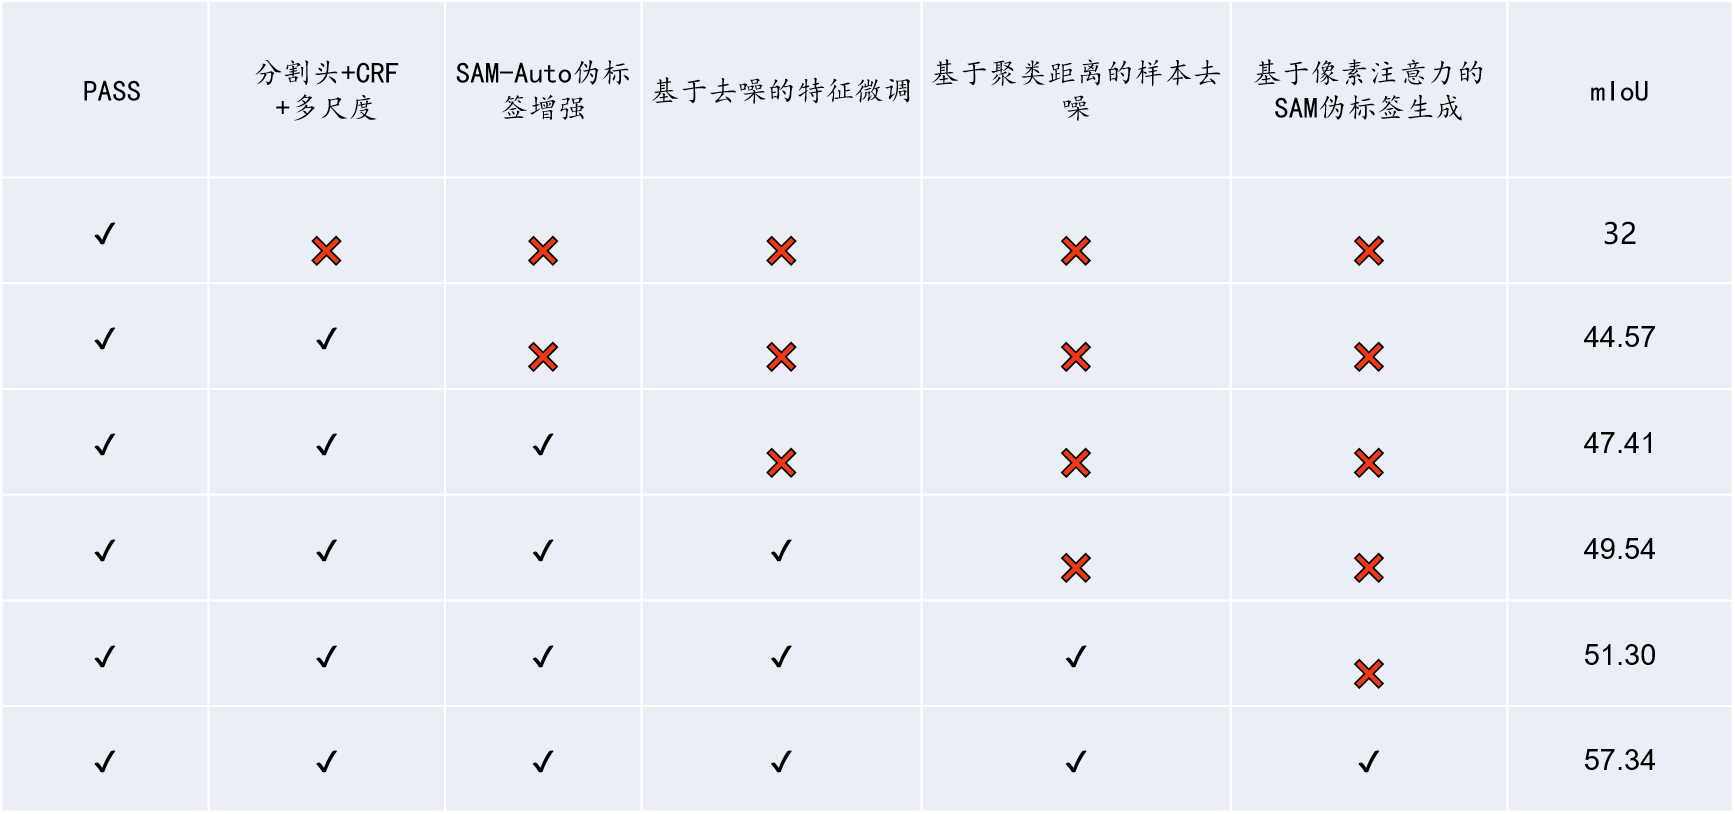 PASS
分割头+CRF
+多尺度
SAM-Auto伪标
签增强
基于去噪的特征微调
基于聚类距离的样本去
噪
基于像素注意力的
SAM伪标签生成
mIoU
✓ ✗ ✗ ✗ ✗ ✗ 32
✓ ✓ ✗ ✗ ✗ ✗ 44.57
✓ ✓ ✓ ✗ ✗ ✗ 47.41
✓ ✓ ✓ ✓ ✗ ✗ 49.54
✓ ✓ ✓ ✓ ✓ ✗ 51.30
✓ ✓ ✓ ✓ ✓ ✓ 57.34